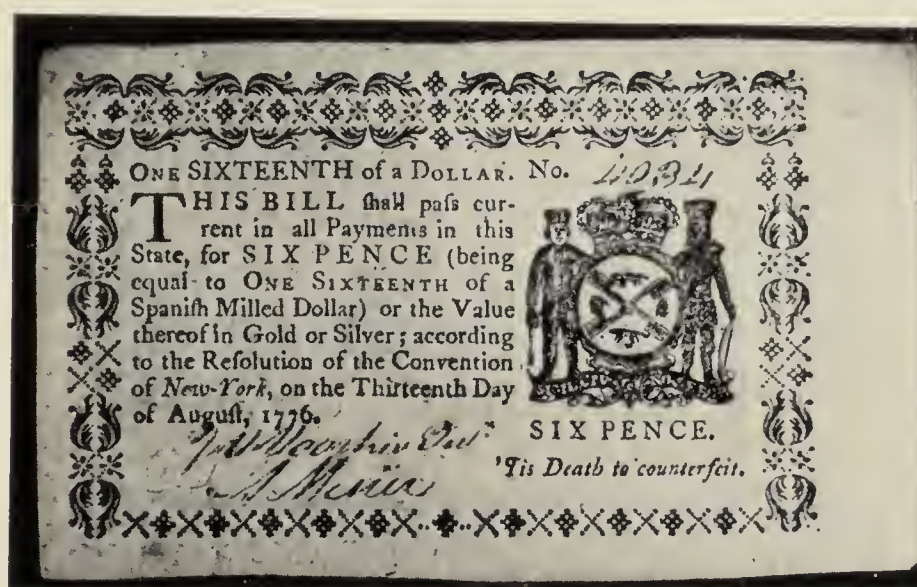 ONE SIXTEENTH of a DOLLAR. No. 4034
THIS BILL ſhall paſs cur-
rent in all Payments in this
State, for SIX PENCE (being
equal to ONE SIXTEENTH of a
Spaniſh Milled Dollar) or the Value
thereof in Gold or Silver; according
to the Reſolution of the Convention
of New-York, on the Thirteenth Day
of Auguſt, 1776.
SIX PENCE.
'Tis Death to counterfeit.